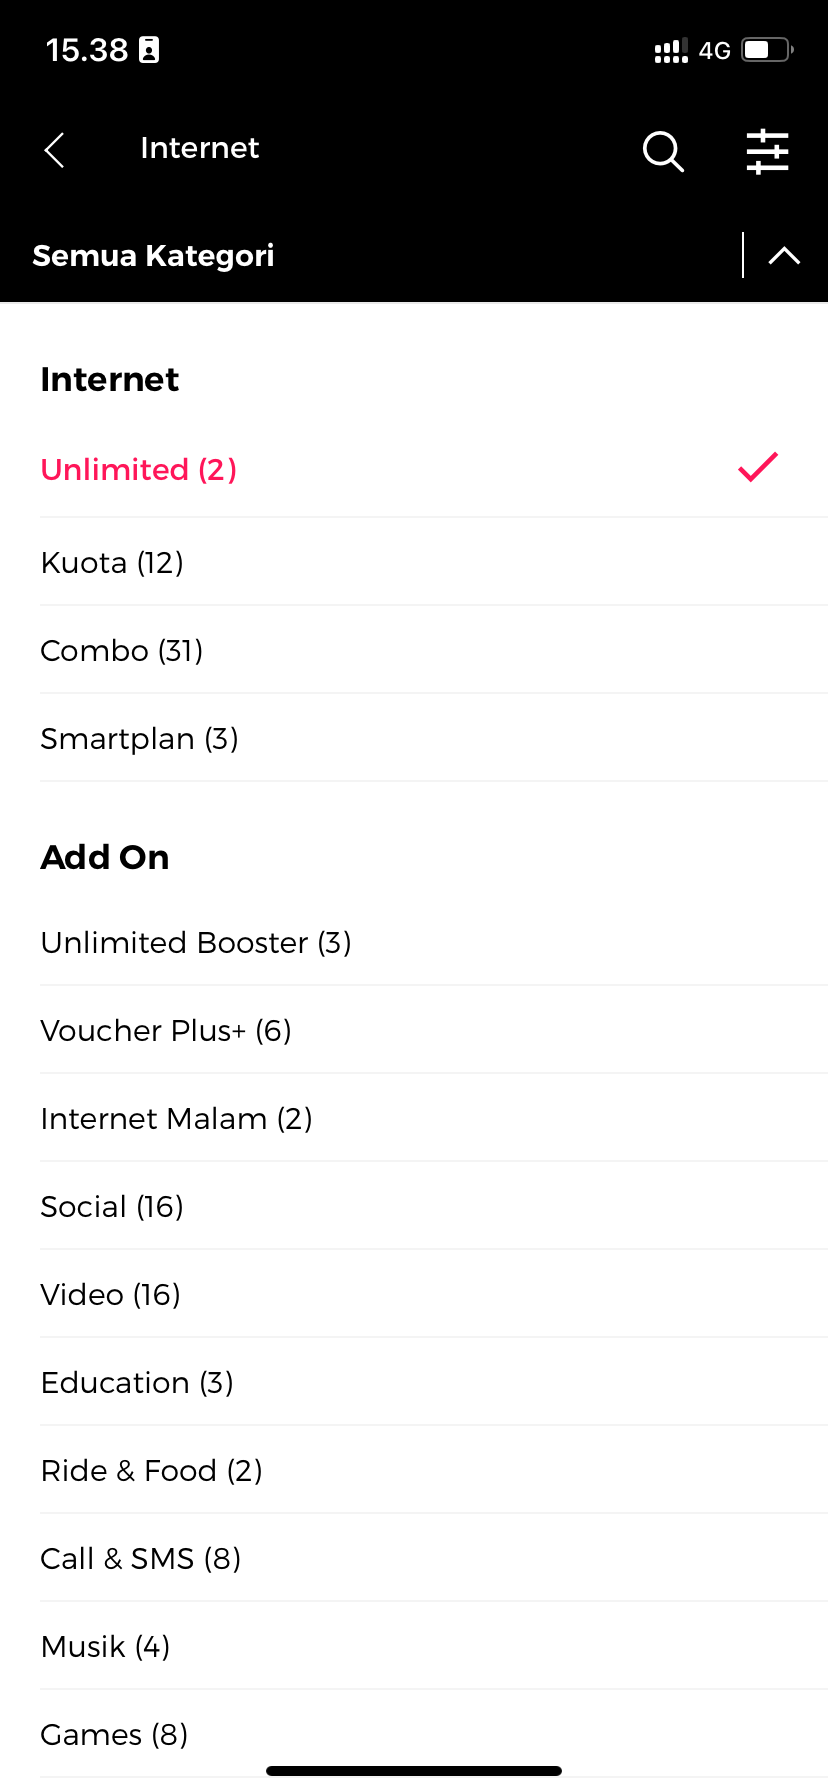 15.38
4G
Internet
Semua Kategori
Internet
Unlimited (2)
Kuota (12)
Combo (31)
Smartplan (3)
Add On
Unlimited Booster (3)
Voucher Plus+ (6)
Internet Malam (2)
Social (16)
Video (16)
Education (3)
Ride & Food (2)
Call & SMS (8)
Musik (4)
Games (8)